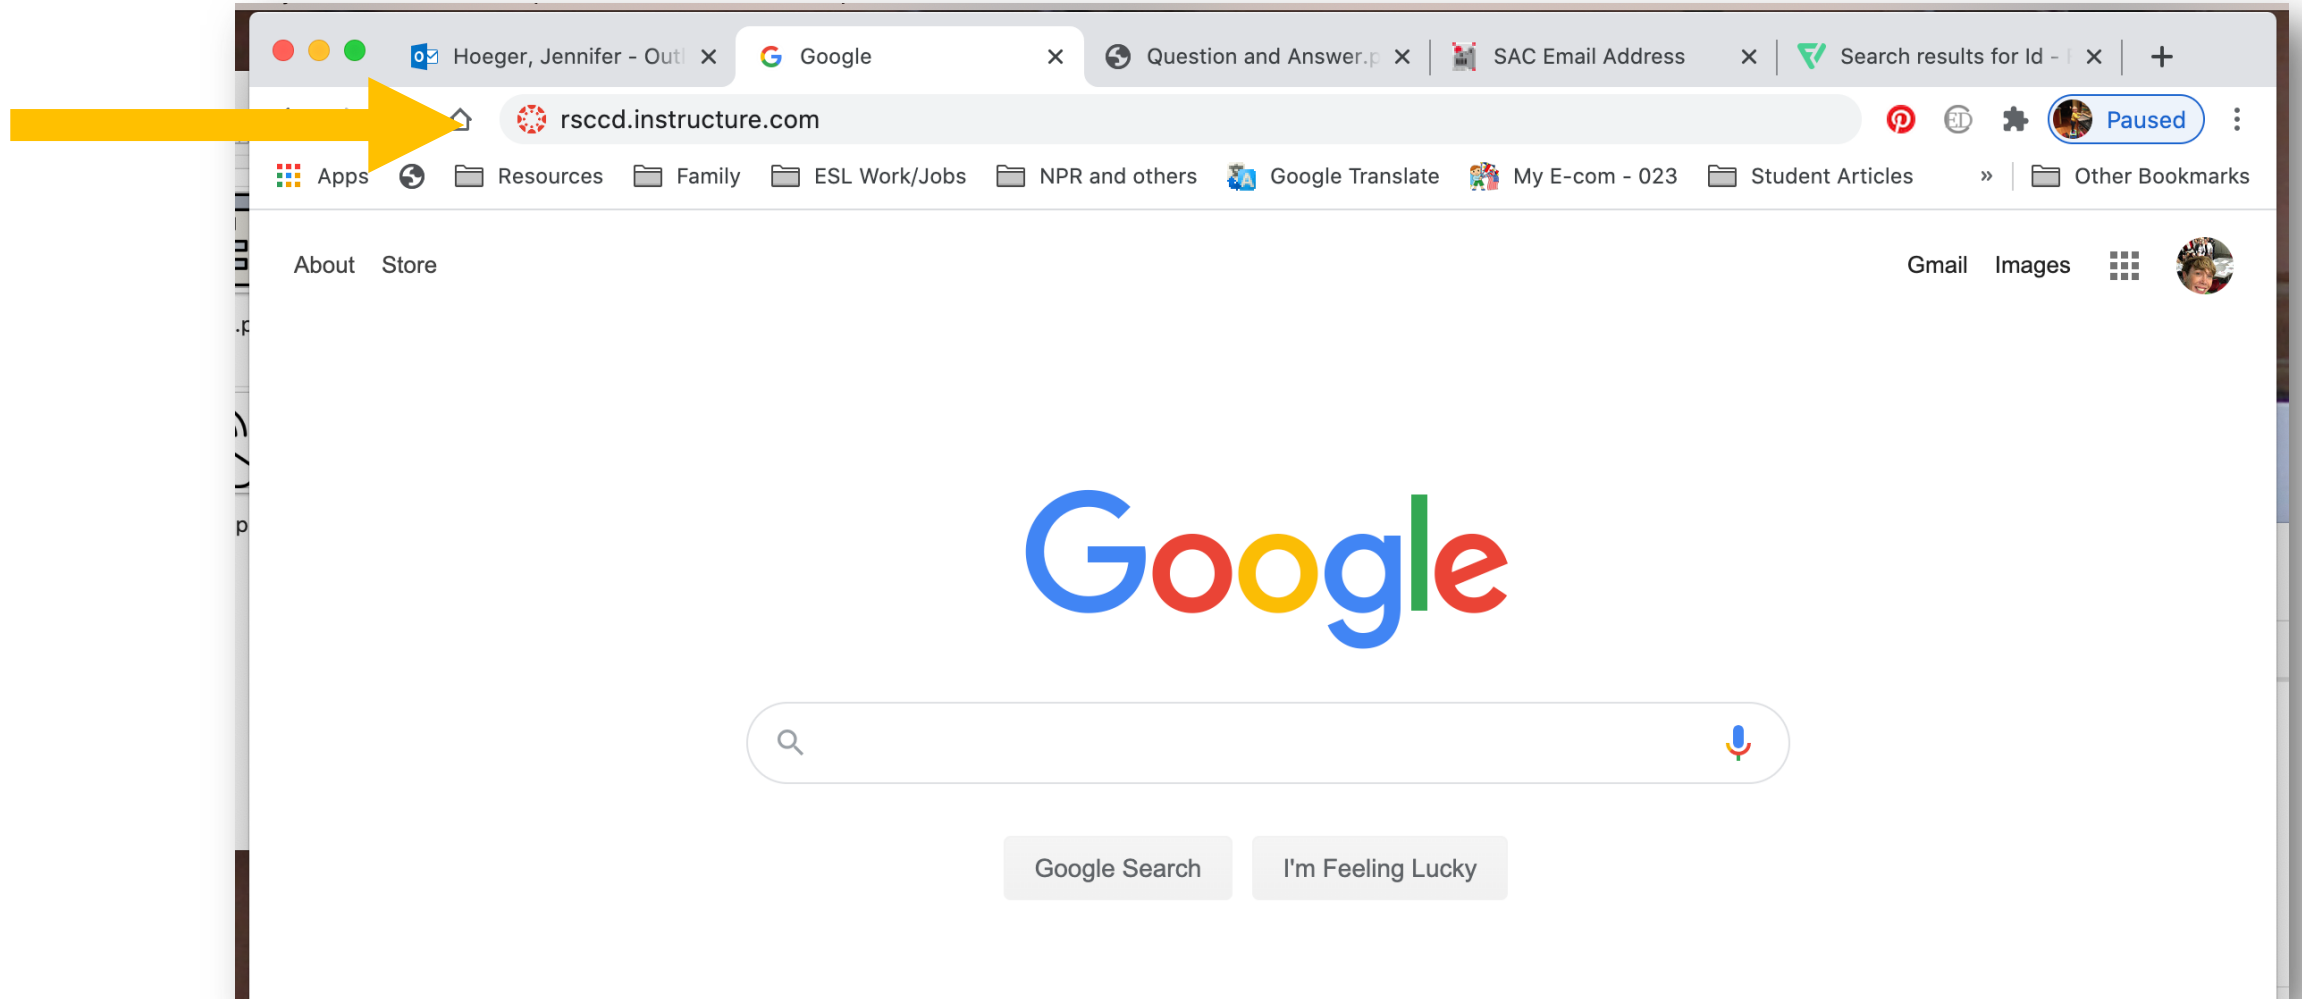 Hoeger, Jennifer - Outl
Google
Question and Answer.p
SAC Email Address
Search results for Id -
rsccd.instructure.com
Paused
Apps
Resources
Family
ESL Work/Jobs
NPR and others
Google Translate
My E-com - 023
Student Articles
»
Other Bookmarks
About
Store
Gmail
Images
.p
p
Google
Google Search
I'm Feeling Lucky